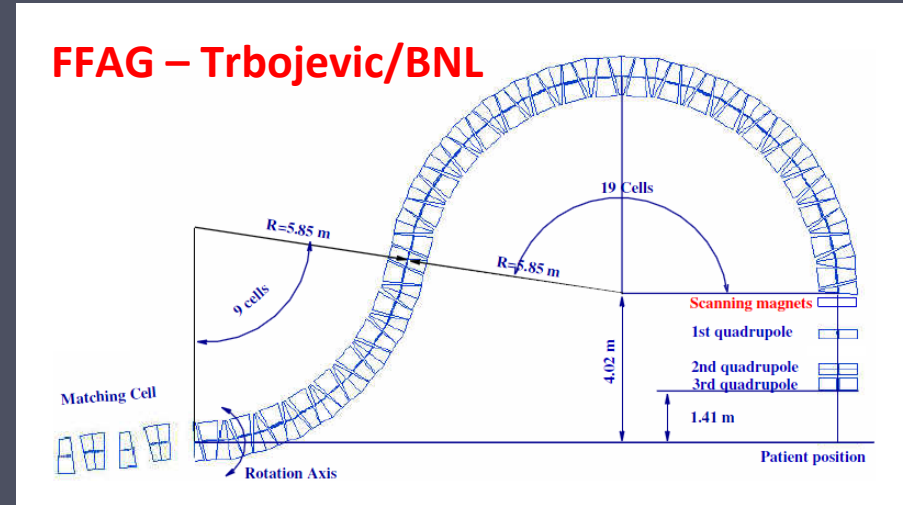 FFAG – Trbojevic/BNL
19 Cells
R=5.85 m
R=5.85 m
9 cells
Scanning magnets
1st quadrupole
4.02 m
2nd quadrupole
3rd quadrupole
Matching Cell
1.41 m
Patient position
Rotation Axis